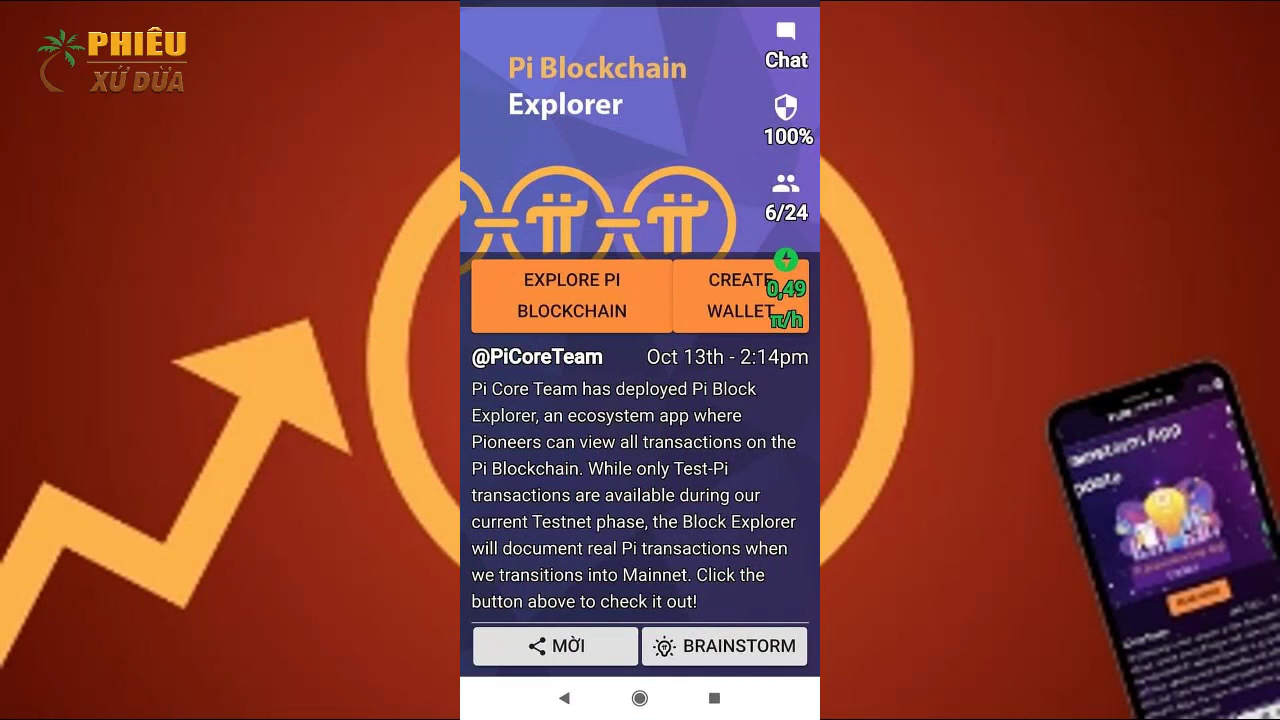 PHIÊU
XỨ DỪA
Pi Blockchain
Explorer
Chat
100%
6/24
EXPLORE PI
BLOCKCHAIN
CREATE
WALLET
0,49
π/h
@PiCoreTeam Oct 13th - 2:14pm
Pi Core Team has deployed Pi Block
Explorer, an ecosystem app where
Pioneers can view all transactions on the
Pi Blockchain. While only Test-Pi
transactions are available during our
current Testnet phase, the Block Explorer
will document real Pi transactions when
we transitions into Mainnet. Click the
button above to check it out!
MỜI
BRAINSTORM
App